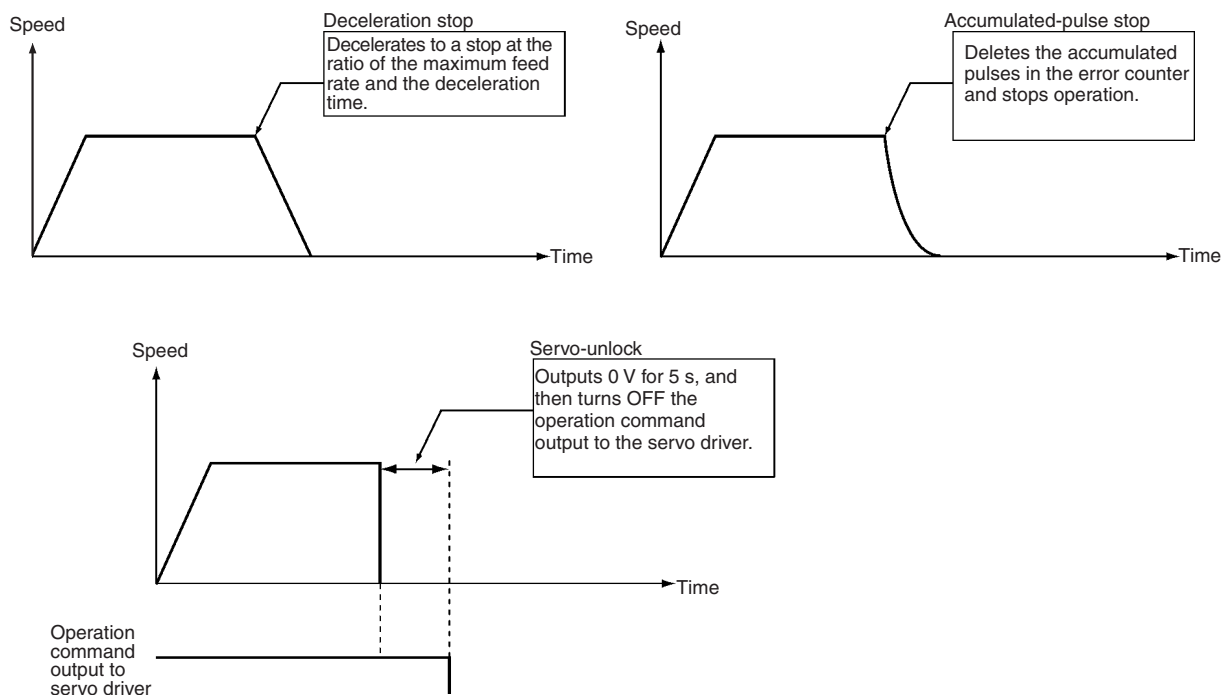 Deceleration stop
Speed
Decelerates to a stop at the
ratio of the maximum feed
rate and the deceleration
time.
Time
Accumulated-pulse stop
Speed
Deletes the accumulated
pulses in the error counter
and stops operation.
Time
Servo-unlock
Speed
Outputs 0 V for 5 s, and
then turns OFF the
operation command
output to the servo driver.
Time
Operation
command
output to
servo driver